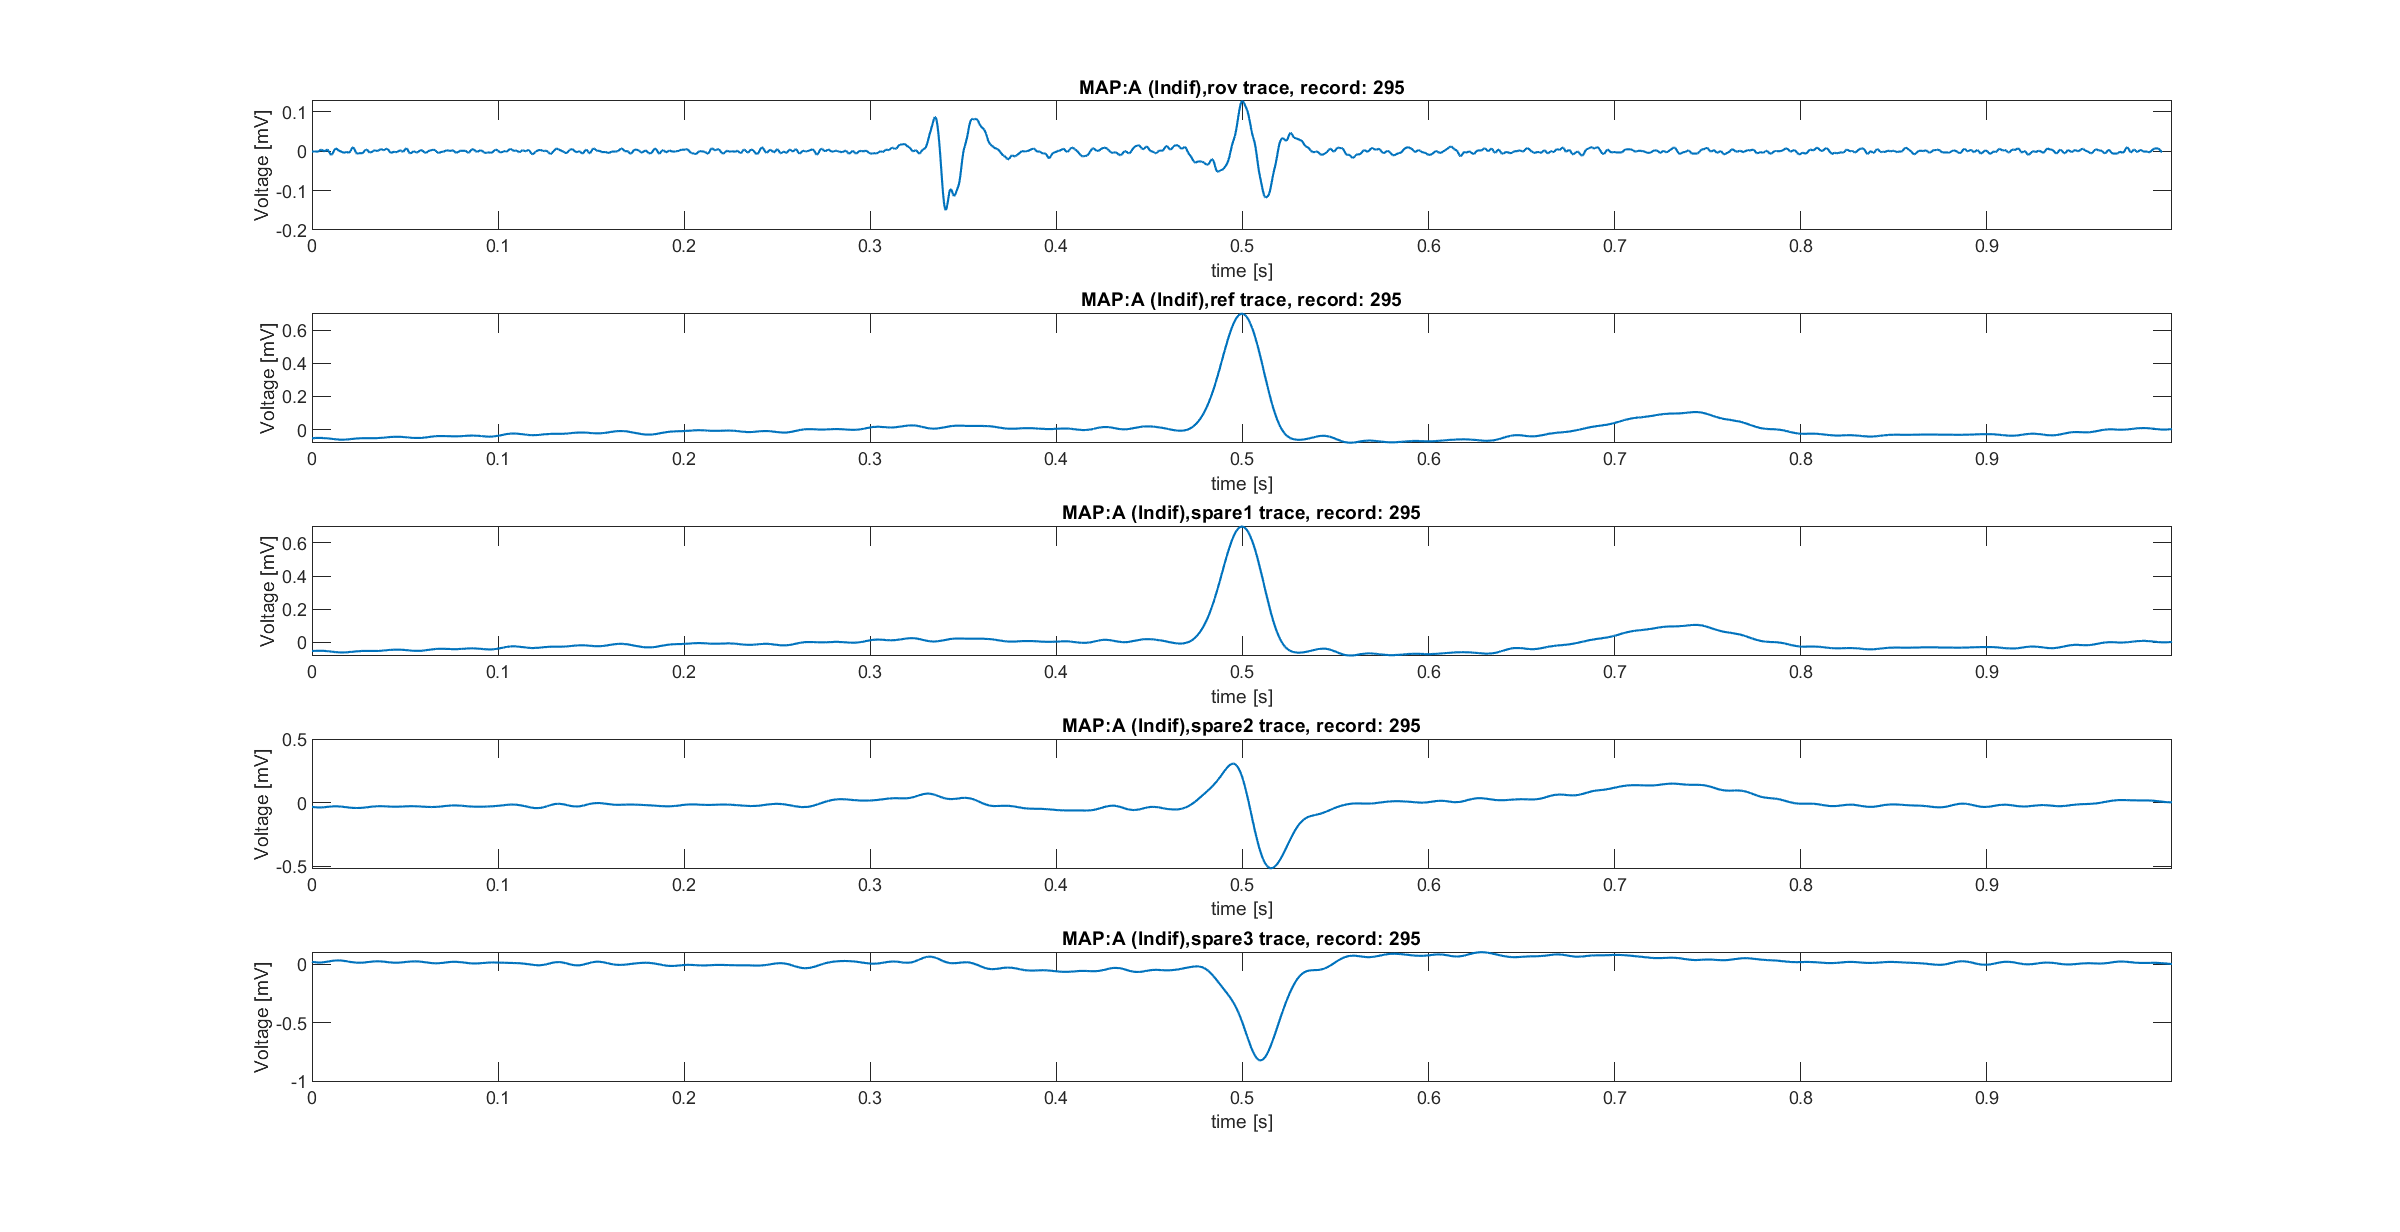 MAP:A (Indif),rov trace, record: 295
Voltage [mV]
0.1
0
-0.1
-0.2
0 0.1 0.2 0.3 0.4 0.5 0.6 0.7 0.8 0.9
time [s]
MAP:A (Indif),ref trace, record: 295
Voltage [mV]
0.6
0.4
0.2
0
0 0.1 0.2 0.3 0.4 0.5 0.6 0.7 0.8 0.9
time [s]
MAP:A (Indif),spare1 trace, record: 295
Voltage [mV]
0.6
0.4
0.2
0
0 0.1 0.2 0.3 0.4 0.5 0.6 0.7 0.8 0.9
time [s]
MAP:A (Indif),spare2 trace, record: 295
Voltage [mV]
0.5
0
-0.5
0 0.1 0.2 0.3 0.4 0.5 0.6 0.7 0.8 0.9
time [s]
MAP:A (Indif),spare3 trace, record: 295
Voltage [mV]
0
-0.5
-1
0 0.1 0.2 0.3 0.4 0.5 0.6 0.7 0.8 0.9
time [s]